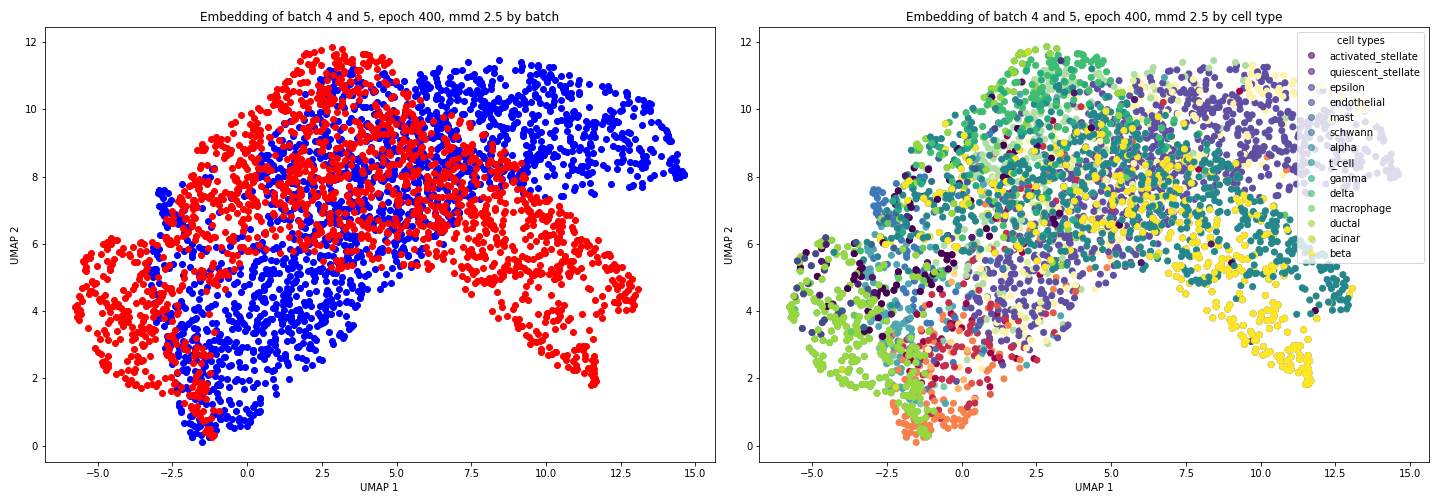 Embedding of batch 4 and 5, epoch 400, mmd 2.5 by batch
12
10
8
6
4
2
0
UMAP 2
−5.0
−2.5
0.0
2.5
5.0
7.5
10.0
12.5
15.0
UMAP 1
Embedding of batch 4 and 5, epoch 400, mmd 2.5 by cell type
12
10
8
6
4
2
0
UMAP 2
−5.0
−2.5
0.0
2.5
5.0
7.5
10.0
12.5
15.0
UMAP 1
cell types
activated_stellate
quiescent_stellate
epsilon
endothelial
mast
schwann
alpha
t_cell
gamma
delta
macrophage
ductal
acinar
beta